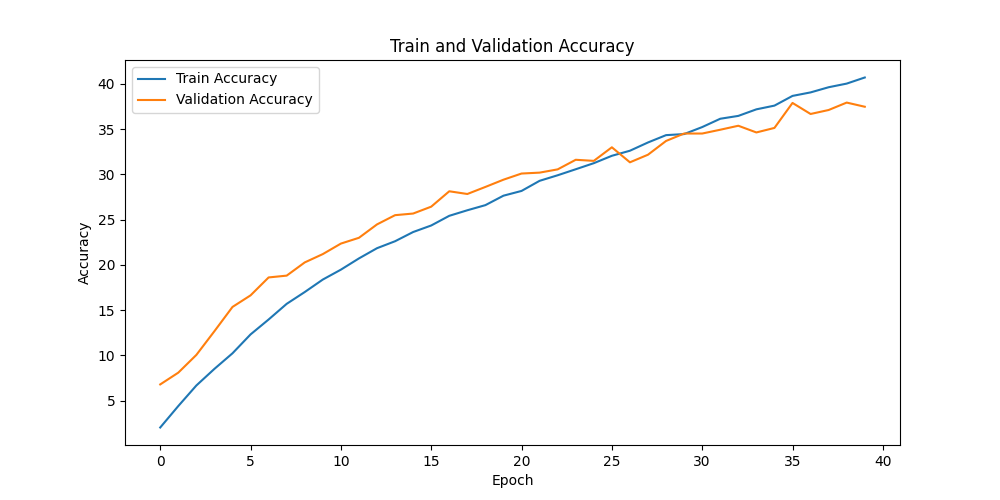 Train and Validation Accuracy
Train Accuracy
Validation Accuracy
40
35
30
25
20
15
10
5
Accuracy
0 5 10 15 20 25 30 35 40
Epoch